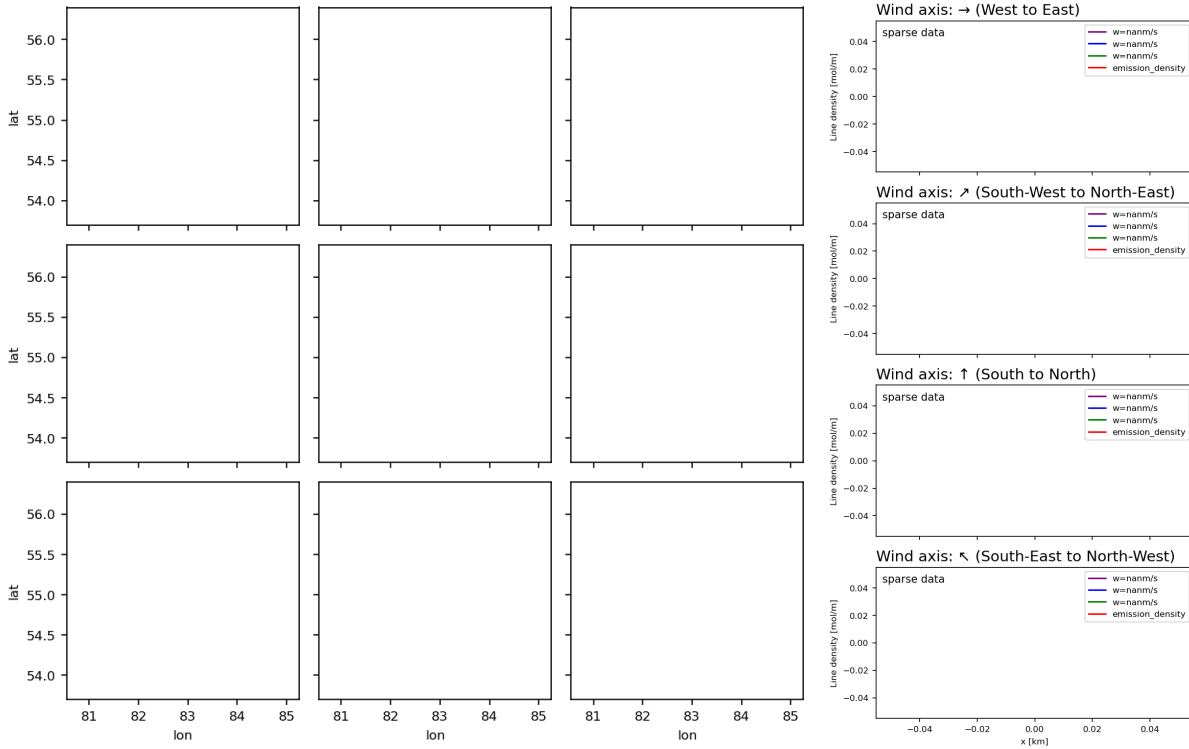 56.0
55.5
55.0
54.5
54.0
lat
56.0
55.5
55.0
54.5
54.0
lat
56.0
55.5
55.0
54.5
54.0
lat
81 82 83 84 85
lon
81 82 83 84 85
lon
81 82 83 84 85
lon
Wind axis: → (West to East)
sparse data
w=nanm/s
w=nanm/s
w=nanm/s
emission_density
0.04
0.02
0.00
−0.02
−0.04
Line density [mol/m]
Wind axis: ↗ (South-West to North-East)
sparse data
w=nanm/s
w=nanm/s
w=nanm/s
emission_density
0.04
0.02
0.00
−0.02
−0.04
Line density [mol/m]
Wind axis: ↑ (South to North)
sparse data
w=nanm/s
w=nanm/s
w=nanm/s
emission_density
0.04
0.02
0.00
−0.02
−0.04
Line density [mol/m]
Wind axis: ↖ (South-East to North-West)
sparse data
w=nanm/s
w=nanm/s
w=nanm/s
emission_density
0.04
0.02
0.00
−0.02
−0.04
Line density [mol/m]
−0.04 −0.02 0.00 0.02 0.04
x [km]